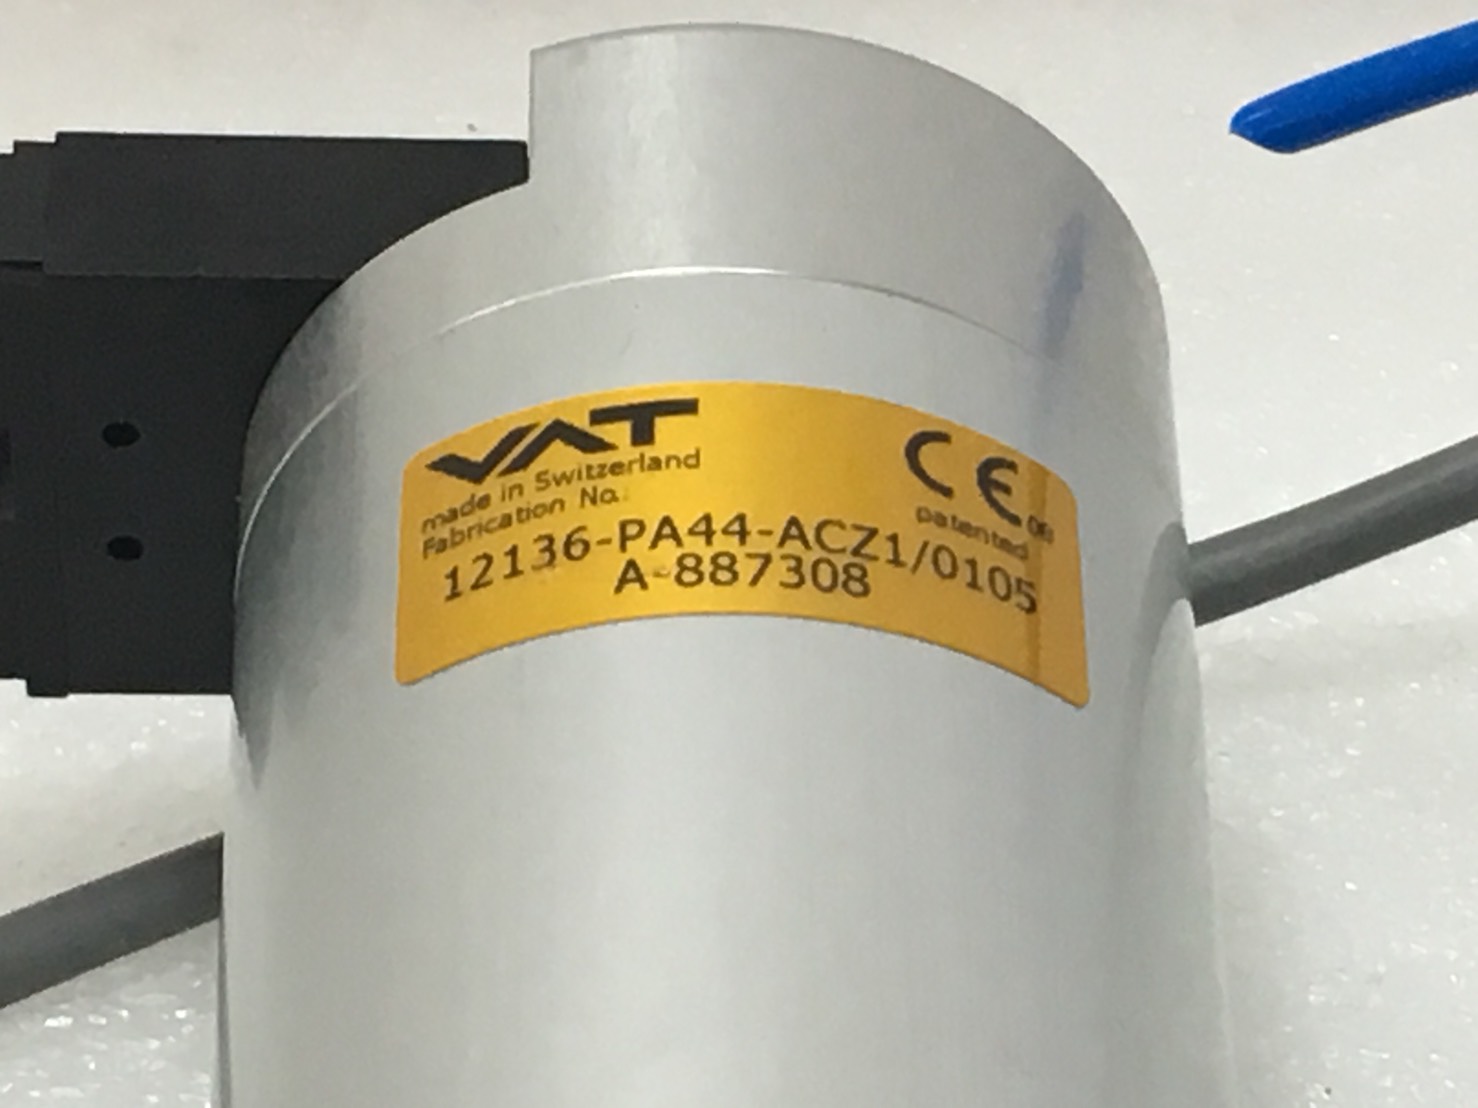 VAT
made in Switzerland
Fabrication No.
12136-PA44-ACZ1/0105
A-887308
CE
patented